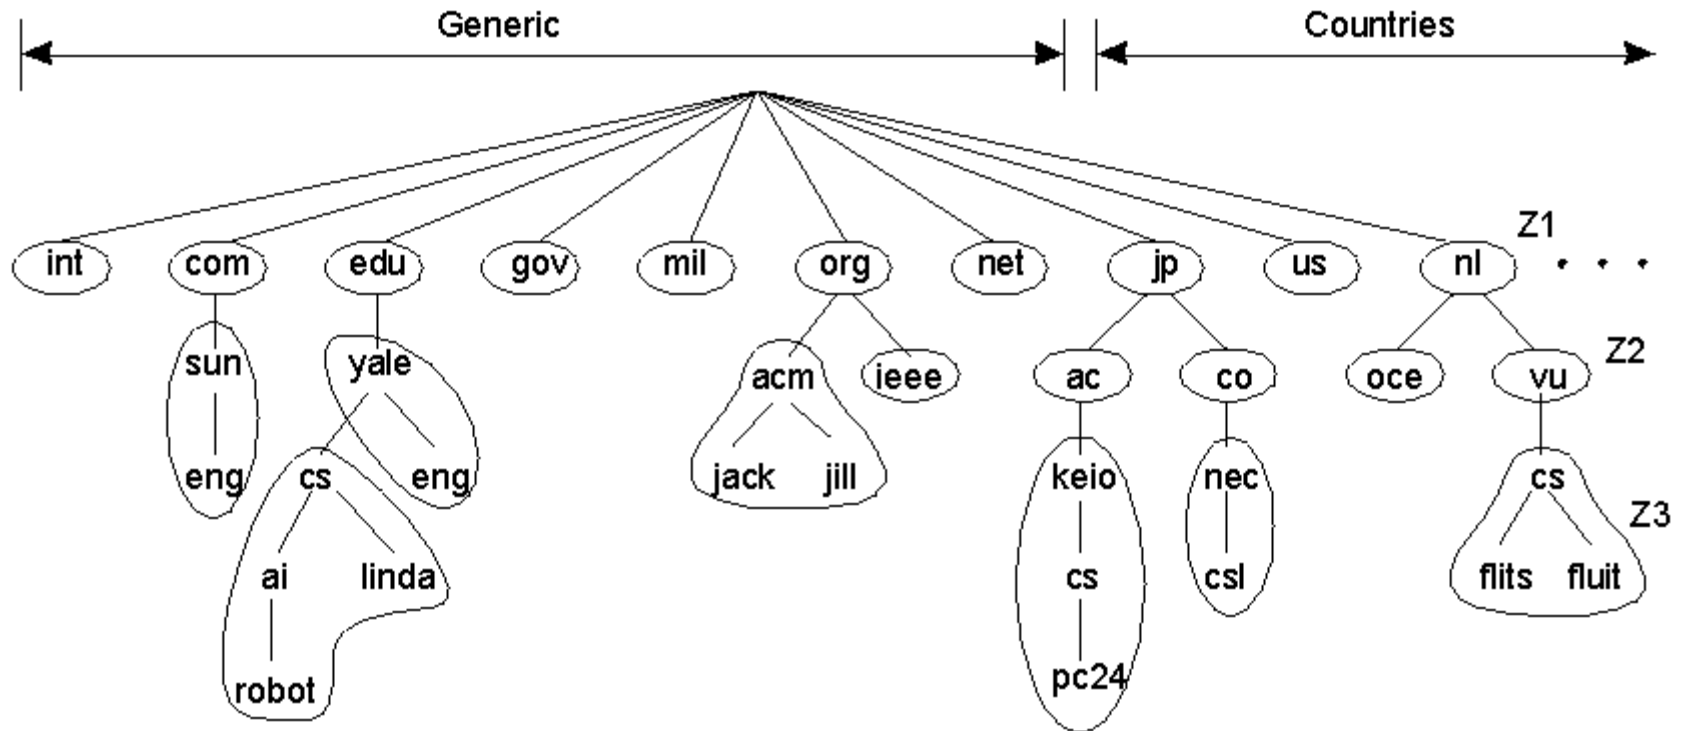 Generic Countries
Z1
int com edu gov mil org net jp us nl . . .
Z2
sun yale acm ieee ac co oce vu
eng cs eng jack jill keio nec cs
Z3
ai linda cs csl flits fluit
robot pc24